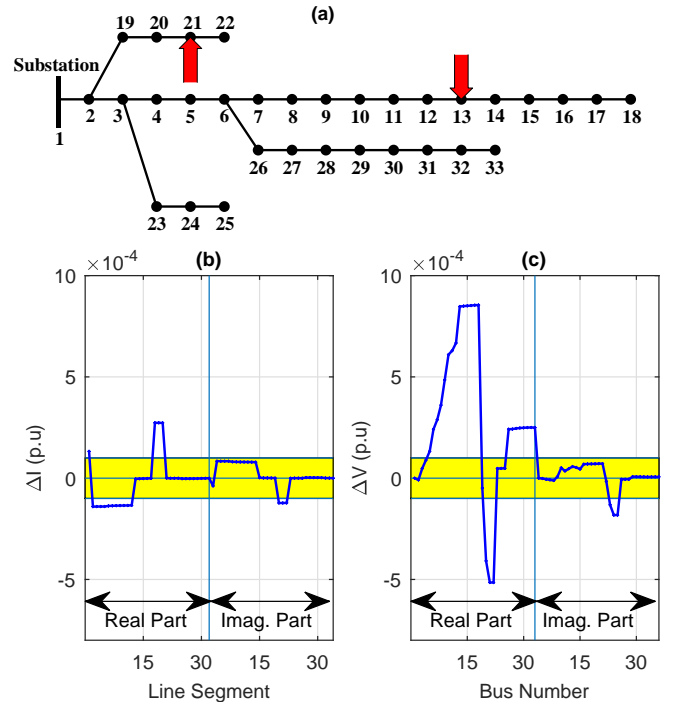 (a)
19 20 21 22
Substation
1 2 3 4 5 6 7 8 9 10 11 12 13 14 15 16 17 18
26 27 28 29 30 31 32 33
23 24 25
(b)
×10-4
10
5
0
-5
ΔI (p.u)
Real Part
Imag. Part
15 30 15 30
Line Segment
(c)
×10-4
10
5
0
-5
ΔV (p.u)
Real Part
Imag. Part
15 30 15 30
Bus Number